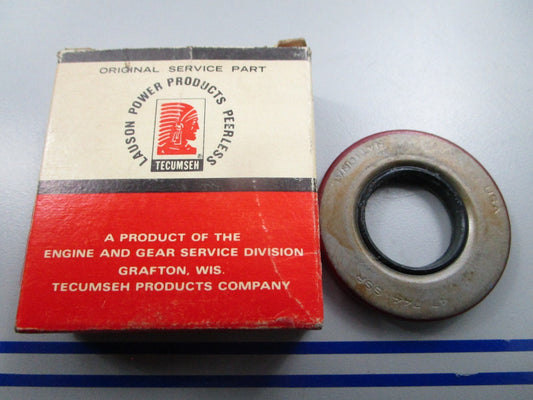 ORIGINAL SERVICE PART
LAUSON POWER PRODUCTS PEERLESS
TECUMSEH
®
A PRODUCT OF THE
ENGINE AND GEAR SERVICE DIVISION
GRAFTON, WIS.
TECUMSEH PRODUCTS COMPANY
NATIONAL
U.S.A.